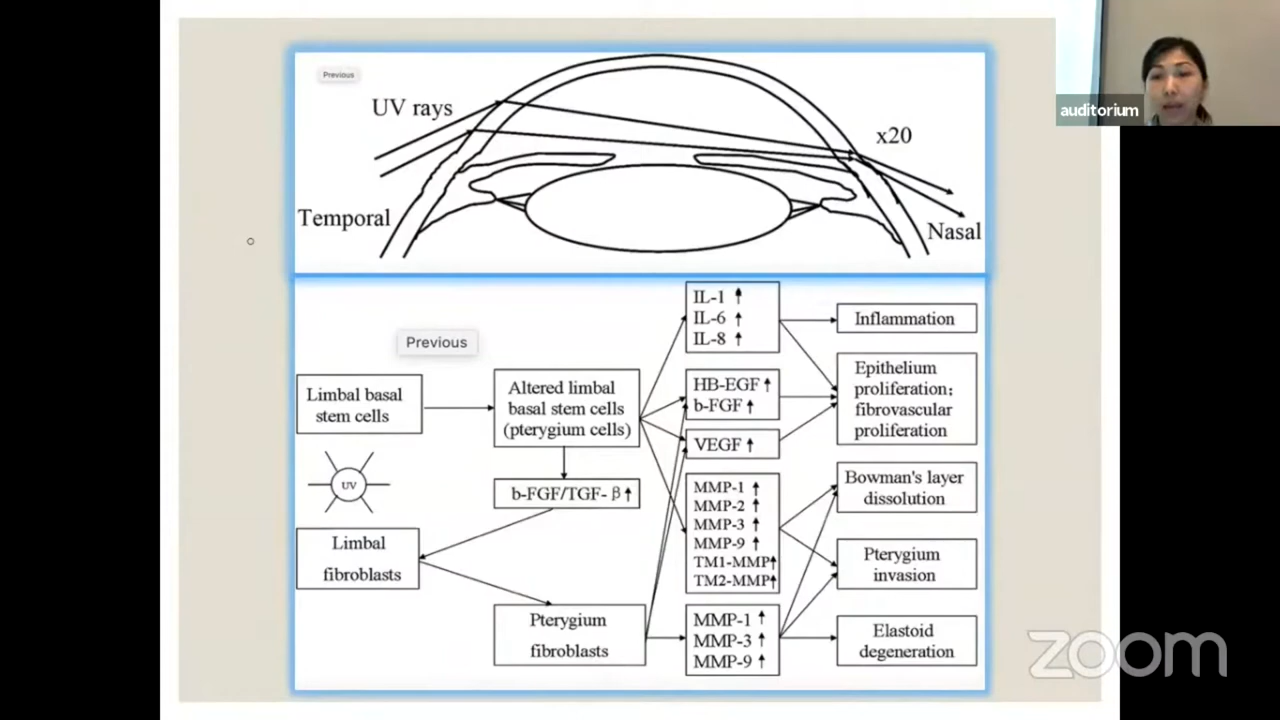 Previous
UV rays
x20
Temporal
Nasal
auditorium
Previous
Limbal basal
stem cells
UV
Limbal
fibroblasts
Altered limbal
basal stem cells
(pterygium cells)
b-FGF/TGF- β↑
Pterygium
fibroblasts
IL-1 ↑
IL-6 ↑
IL-8 ↑
HB-EGF ↑
b-FGF ↑
VEGF ↑
MMP-1 ↑
MMP-2 ↑
MMP-3 ↑
MMP-9 ↑
TM1-MMP↑
TM2-MMP↑
MMP-1 ↑
MMP-3 ↑
MMP-9 ↑
Inflammation
Epithelium
proliferation;
fibrovascular
proliferation
Bowman's layer
dissolution
Pterygium
invasion
Elastoid
degeneration
zoom